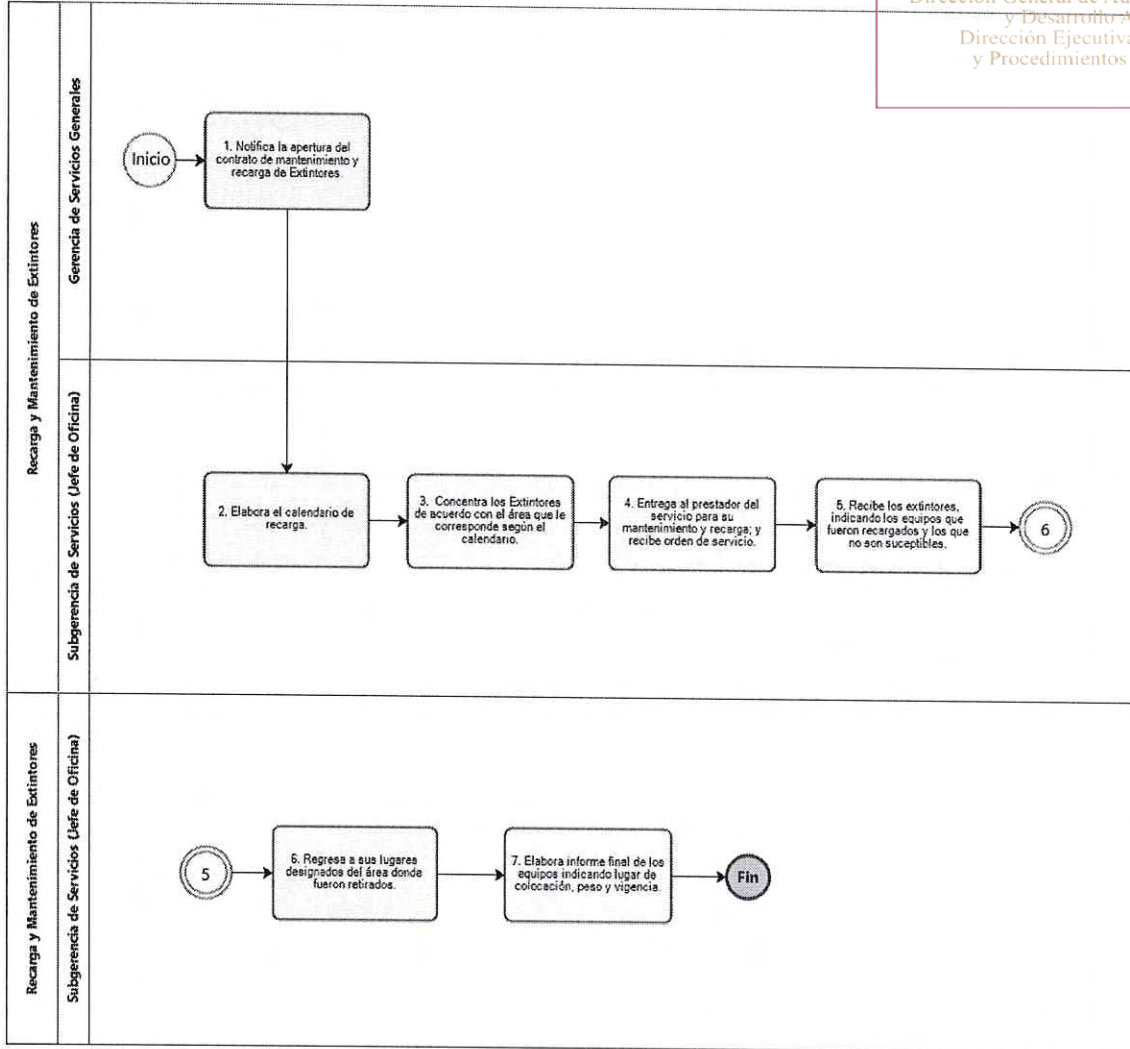 Dirección General de
y Desarrollo
Dirección Ejecutiva
y Procedimientos
Recarga y Mantenimiento de Extintores
Gerencia de Servicios Generales
Inicio
1. Notifica la apertura del
contrato de mantenimiento y
recarga de Extintores.
Subgerencia de Servicios (Jefe de Oficina)
2. Elabora el calendario de
recarga.
3. Concentra los Extintores
de acuerdo con el área que le
corresponde según el
calendario.
4. Entrega al prestador del
servicio para su
mantenimiento y recarga; y
recibe orden de servicio.
5. Recibe los extintores,
indicando los equipos que
fueron recargados y los que
no son suceptibles.
6
Recarga y Mantenimiento de Extintores
Subgerencia de Servicios (Jefe de Oficina)
5
6. Regresa a sus lugares
designados del área donde
fueron retirados.
7. Elabora informe final de los
equipos indicando lugar de
colocación, peso y vigencia.
Fin